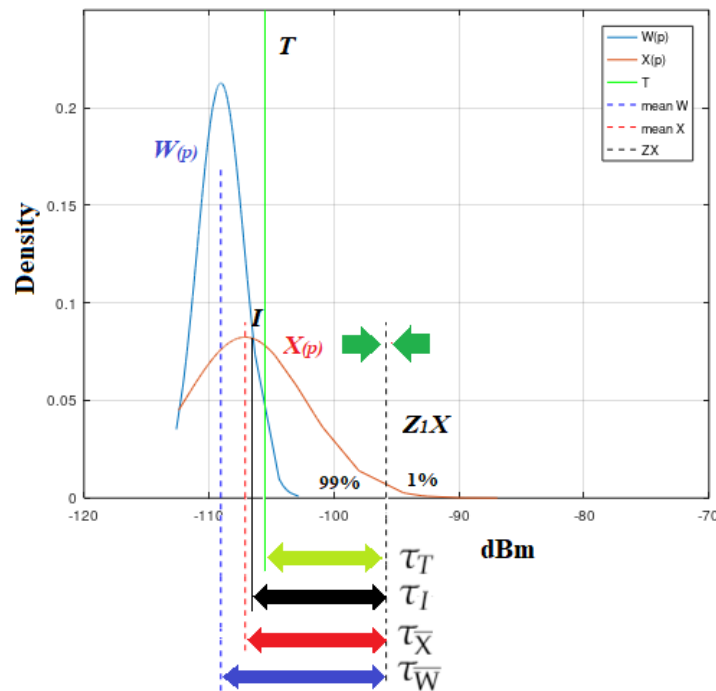 T
W(p)
X(p)
T
mean W
mean X
ZX
0.2
W(p)
0.15
Density
0.1
I
X(p)
0.05
Z1X
99%
1%
0
-120
-110
-100
-90
-80
-70
dBm
τT
τI
τX̅
τW̅